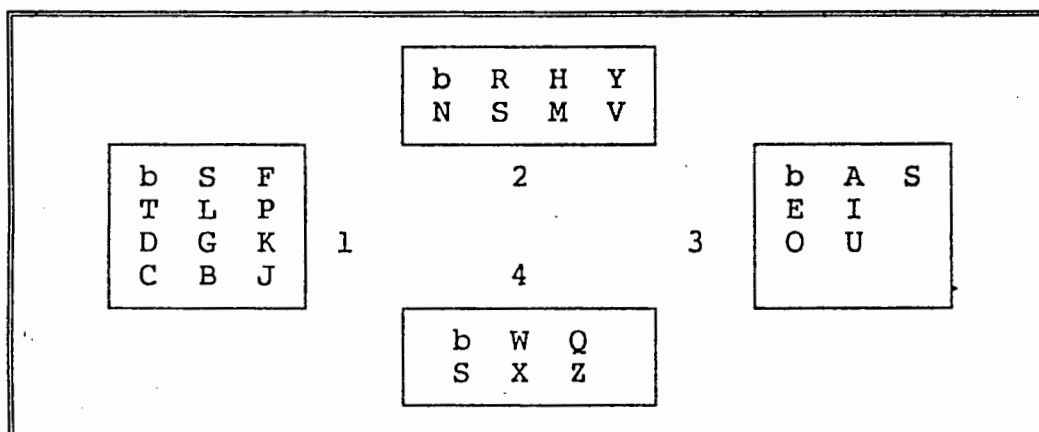 b R H Y
N S M V
2
b S F
T L P
D G K
C B J
1
3
b A S
E I
O U
4
b W Q
S X Z